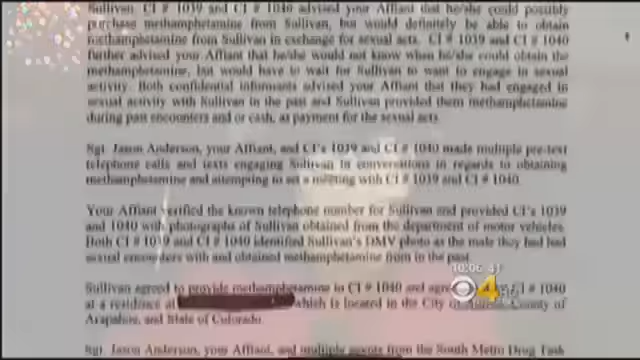 Sullivan. CI # 1039 and CI # 1040 advised your Affiant that he/she could possibly
purchase methamphetamine from Sullivan, but would definitely be able to obtain
methamphetamine from Sullivan in exchange for sexual acts. CI # 1039 and CI # 1040
further advised your Affiant that he/she would not know when he/she could obtain the
methamphetamine, but would have to wait for Sullivan to want to engage in sexual
activity. Both confidential informants advised your Affiant that they had engaged in
sexual activity with Sullivan in the past and Sullivan provided them methamphetamine
during past encounters and or cash, as payment for the sexual acts.
Sgt. Jason Anderson, your Affiant, and CI's 1039 and CI # 1040 made multiple pre-text
telephone calls and texts engaging Sullivan in conversations in regards to obtaining
methamphetamine and attempting to set a meeting with CI # 1039 and CI # 1040.
Your Affiant verified the known telephone number for Sullivan and provided CI's 1039
and 1040 with photographs of Sullivan obtained from the department of motor vehicles.
Both CI # 1039 and CI # 1040 identified Sullivan's DMV photo as the male they had had
sexual encounters with and obtained methamphetamine from in the past.
10:06:41
Sullivan agreed to provide methamphetamine to CI # 1040 and # 1040
4
at a residence at which is located in the City of County of
Arapahoe, and State of Colorado.
Sgt. Jason Anderson, your Affiant, and multiple agents from the South Metro Drug Task